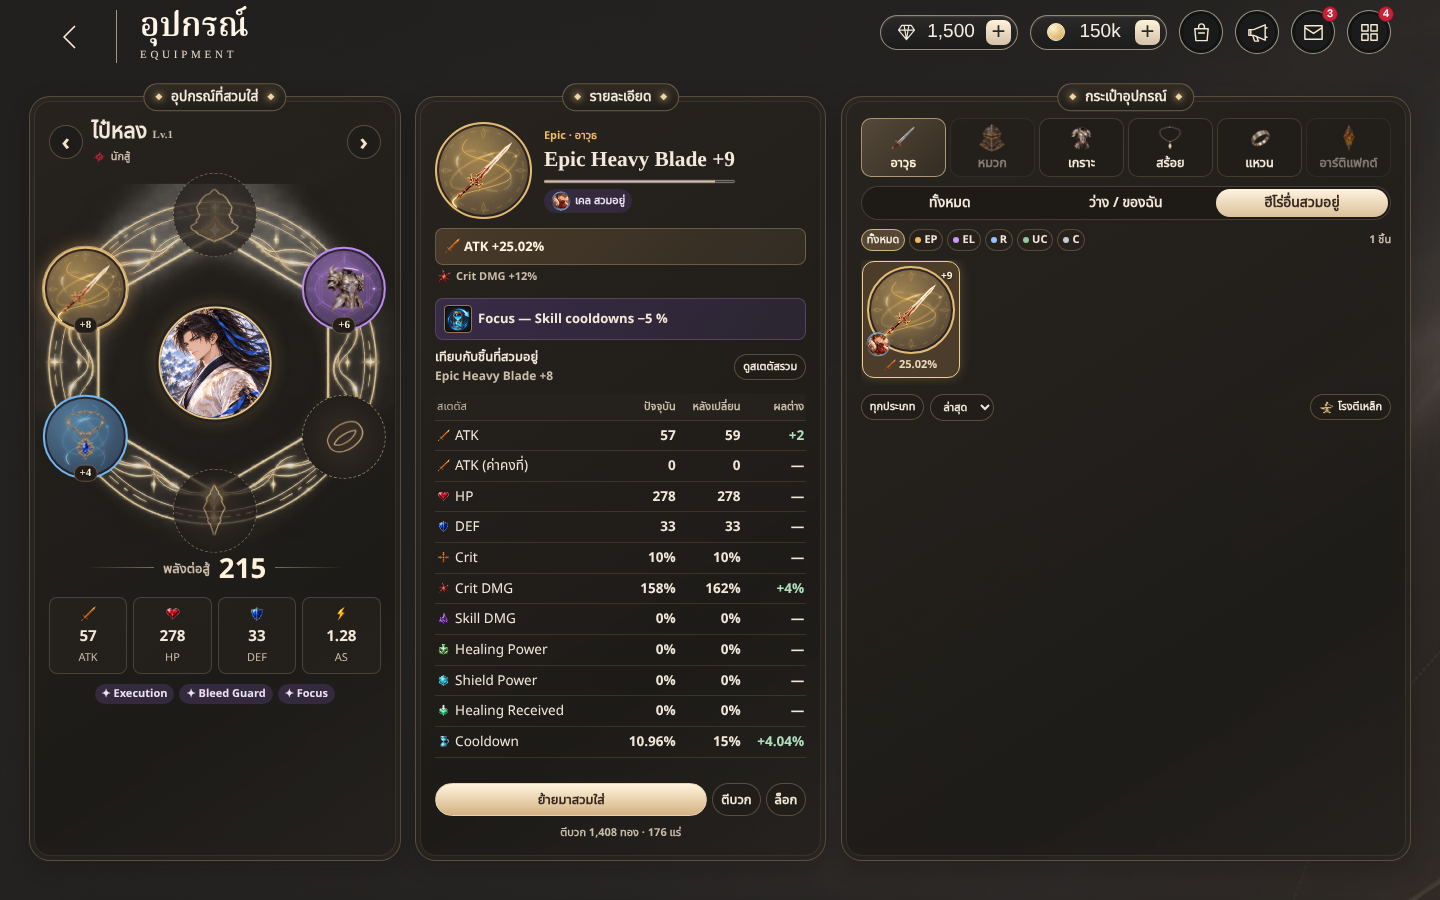 อุปกรณ์
EQUIPMENT
1,500 +
150k +
3
4
อุปกรณ์ที่สวมใส่
ไป๋หลง Lv.1
นักสู้
+8
+6
+4
พลังต่อสู้ 215
57
ATK
278
HP
33
DEF
1.28
AS
Execution
Bleed Guard
Focus
รายละเอียด
Epic · อาวุธ
Epic Heavy Blade +9
เคล สวมอยู่
ATK +25.02%
Crit DMG +12%
Focus — Skill cooldowns −5 %
เทียบกับชิ้นที่สวมอยู่
Epic Heavy Blade +8
ดูสเตตัสรวม
สเตตัส ปัจจุบัน หลังเปลี่ยน ผลต่าง
ATK 57 59 +2
ATK (ค่าคงที่) 0 0 —
HP 278 278 —
DEF 33 33 —
Crit 10% 10% —
Crit DMG 158% 162% +4%
Skill DMG 0% 0% —
Healing Power 0% 0% —
Shield Power 0% 0% —
Healing Received 0% 0% —
Cooldown 10.96% 15% +4.04%
ย้ายมาสวมใส่ ตีบวก ล็อก
ตีบวก 1,408 ทอง · 176 แร่
กระเป๋าอุปกรณ์
อาวุธ หมวก เกราะ สร้อย แหวน อาร์ติแฟกต์
ทั้งหมด ว่าง / ของฉัน ฮีโร่อื่นสวมอยู่
ทั้งหมด EP EL R UC C 1 ชิ้น
+9
25.02%
ทุกประเภท ล่าสุด โรงตีเหล็ก